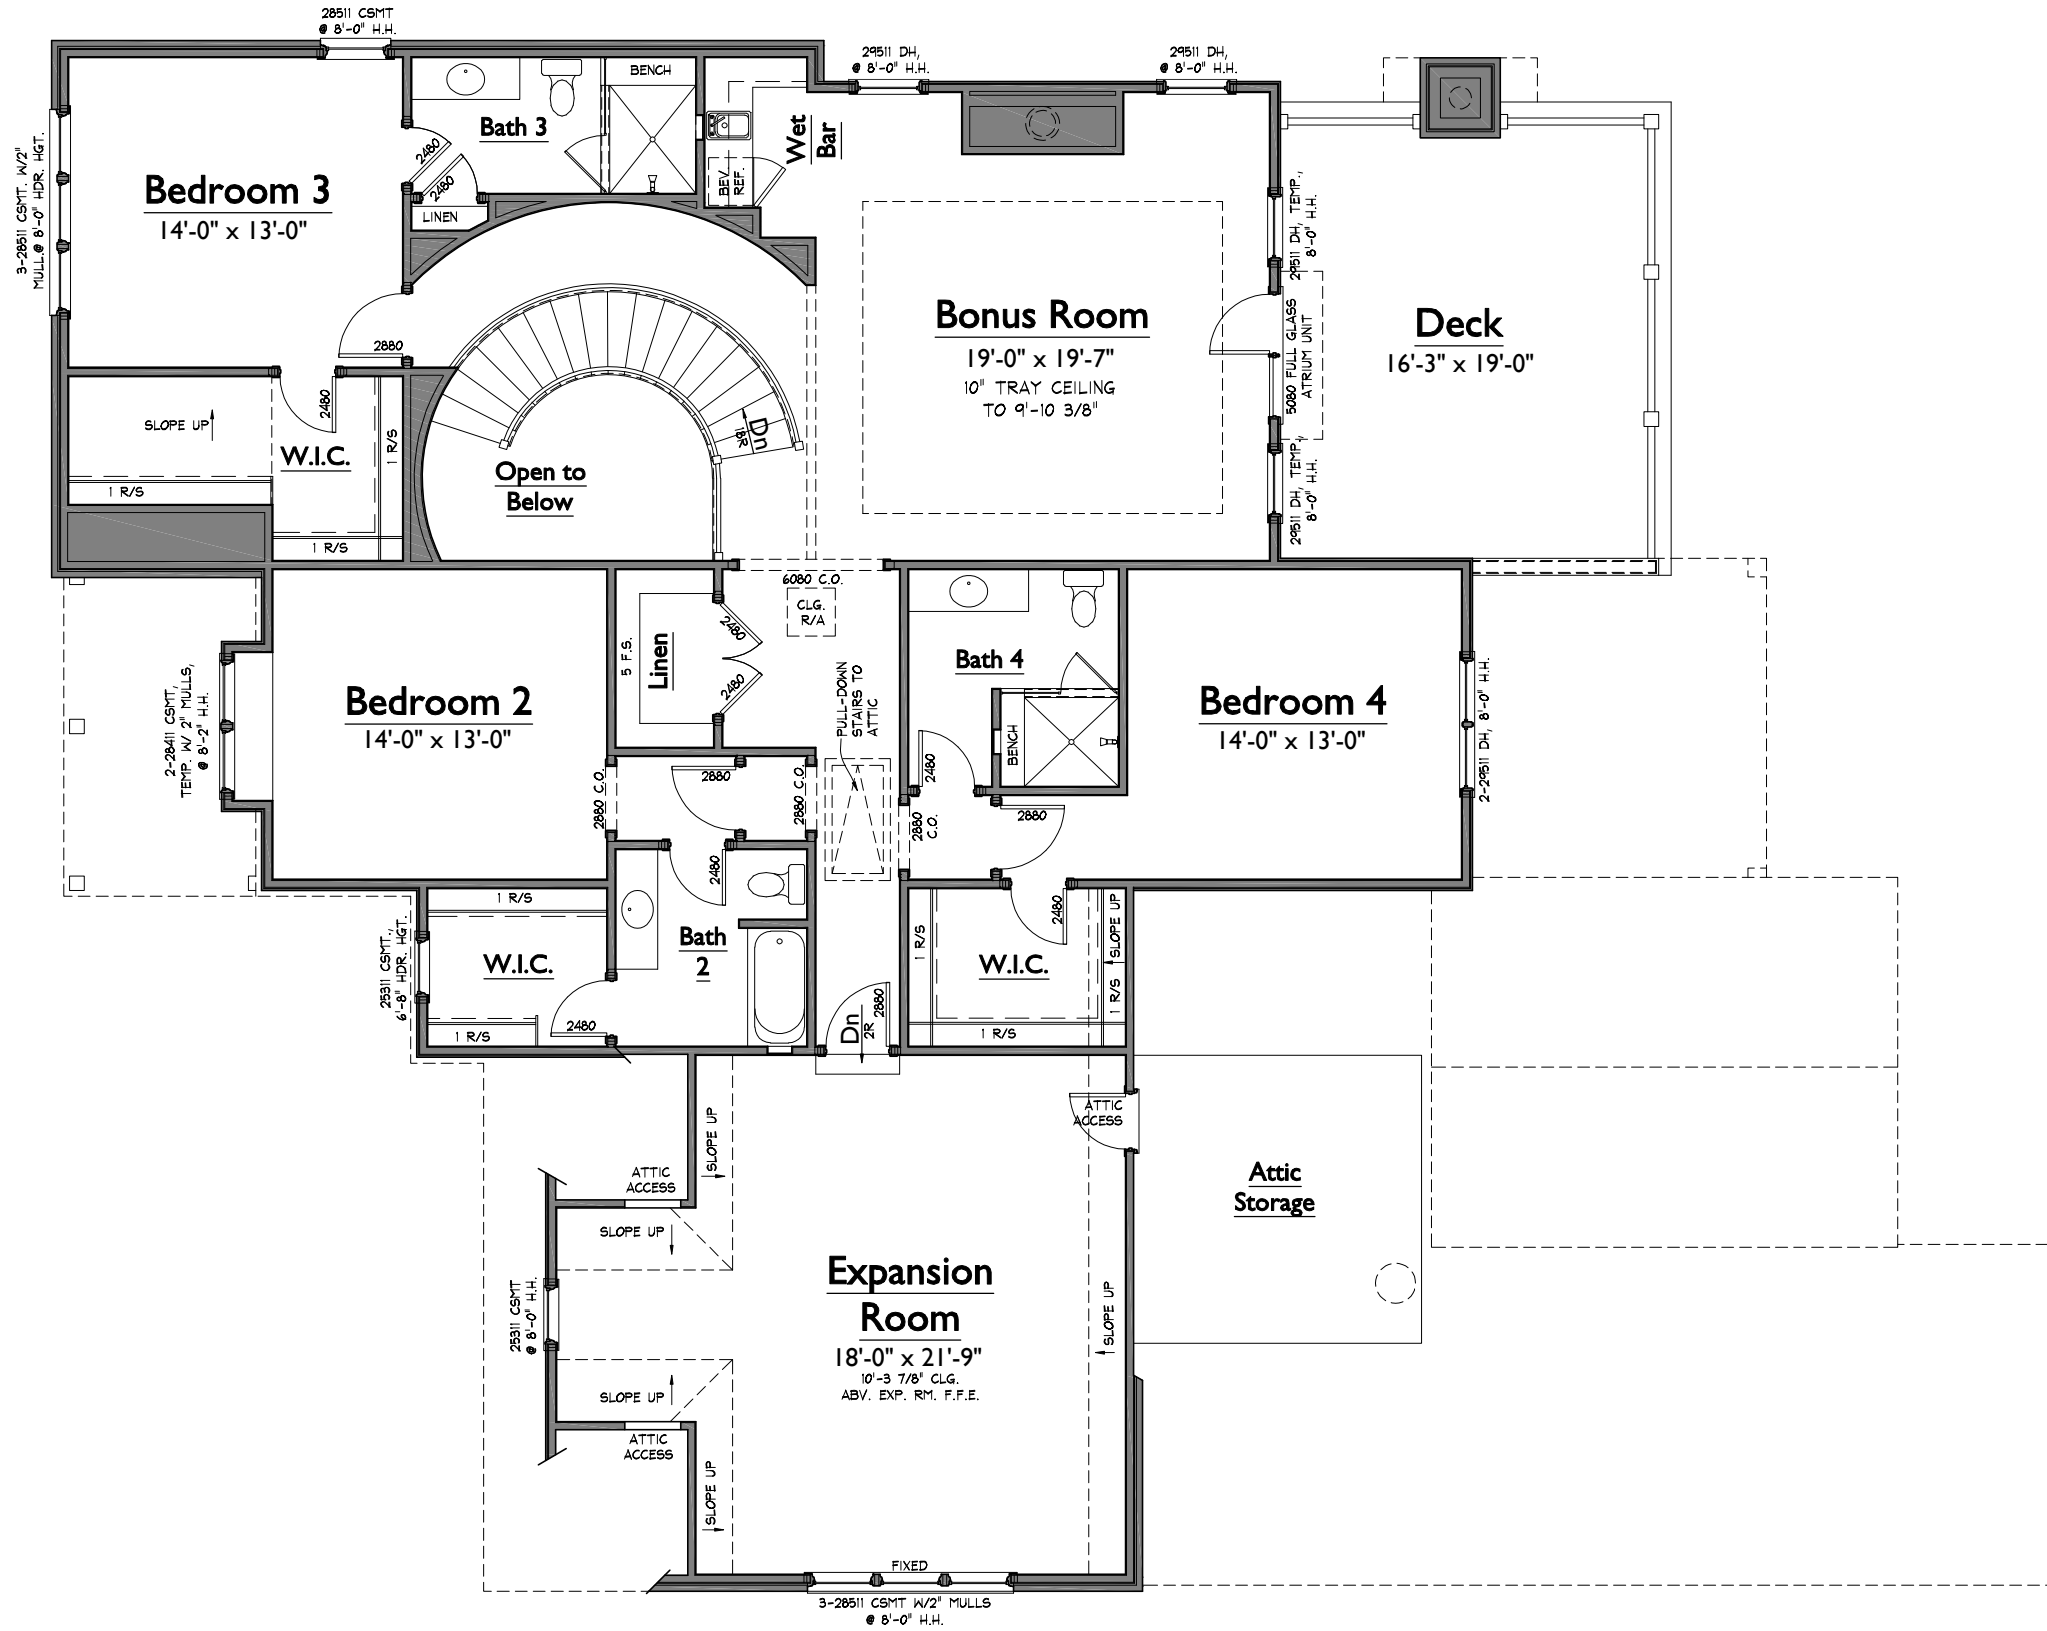 28511 CSMT
@ 8'-0" H.H.
29511 DH,
@ 8'-0" H.H.
29511 DH,
@ 8'-0" H.H.
3-28511 CSMT. W/2"
MULL.@ 8'-0" HDR. HGT.
Bedroom 3
14'-0" x 13'-0"
2480
2480
LINEN
Bath 3
BENCH
Wet
Bar
BEV.
REF.
2880
2480
SLOPE UP
W.I.C.
1 R/S
1 R/S
1 R/S
Open to
Below
Dn
18R
Bonus Room
19'-0" x 19'-7"
10" TRAY CEILING
TO 9'-10 3/8"
29511 DH, TEMP.,
8'-0" H.H.
5080 FULL GLASS
ATRIUM UNIT
29511 DH, TEMP.,
8'-0" H.H.
Deck
16'-3" x 19'-0"
6080 C.O.
CLG.
R/A
2-28411 CSMT,
TEMP. W/ 2" MULLS,
@ 8'-2" H.H.
Bedroom 2
14'-0" x 13'-0"
5 F.S.
Linen
2480
2480
PULL-DOWN
STAIRS TO
ATTIC
Bath 4
BENCH
2480
Bedroom 4
14'-0" x 13'-0"
2-29511 DH, 8'-0" H.H.
2880 C.O.
2880
2880 C.O.
2880
C.O.
2880
2480
25311 CSMT.,
6'-8" HDR. HGT.
1 R/S
W.I.C.
1 R/S
2480
Bath
2
Dn
2R
2880
1 R/S
W.I.C.
2480
SLOPE UP
1 R/S
1 R/S
ATTIC
ACCESS
SLOPE UP
ATTIC
ACCESS
SLOPE UP
Attic
Storage
25311 CSMT
@ 8'-0" H.H.
Expansion
Room
18'-0" x 21'-9"
10'-3 7/8" CLG.
ABV. EXP. RM. F.F.E.
SLOPE UP
SLOPE UP
ATTIC
ACCESS
SLOPE UP
FIXED
3-28511 CSMT W/2" MULLS
@ 8'-0" H.H.